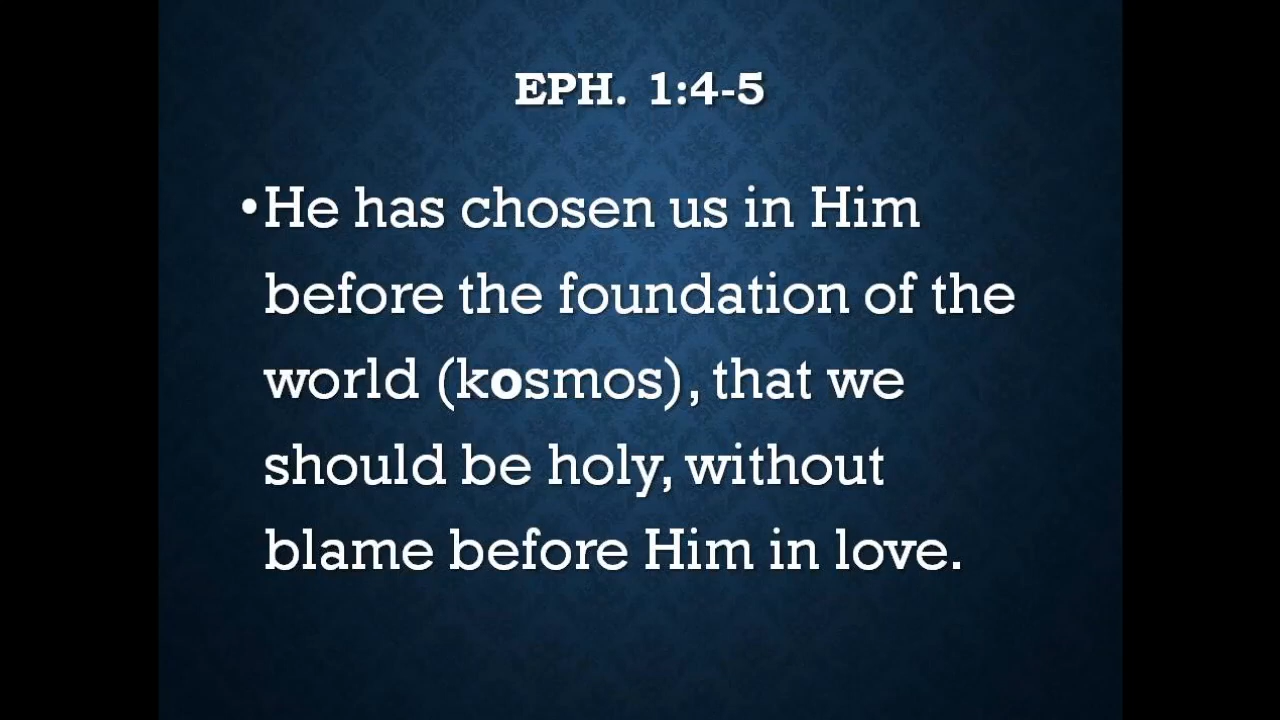 EPH. 1:4-5
•He has chosen us in Him
before the foundation of the
world (kosmos), that we
should be holy, without
blame before Him in love.